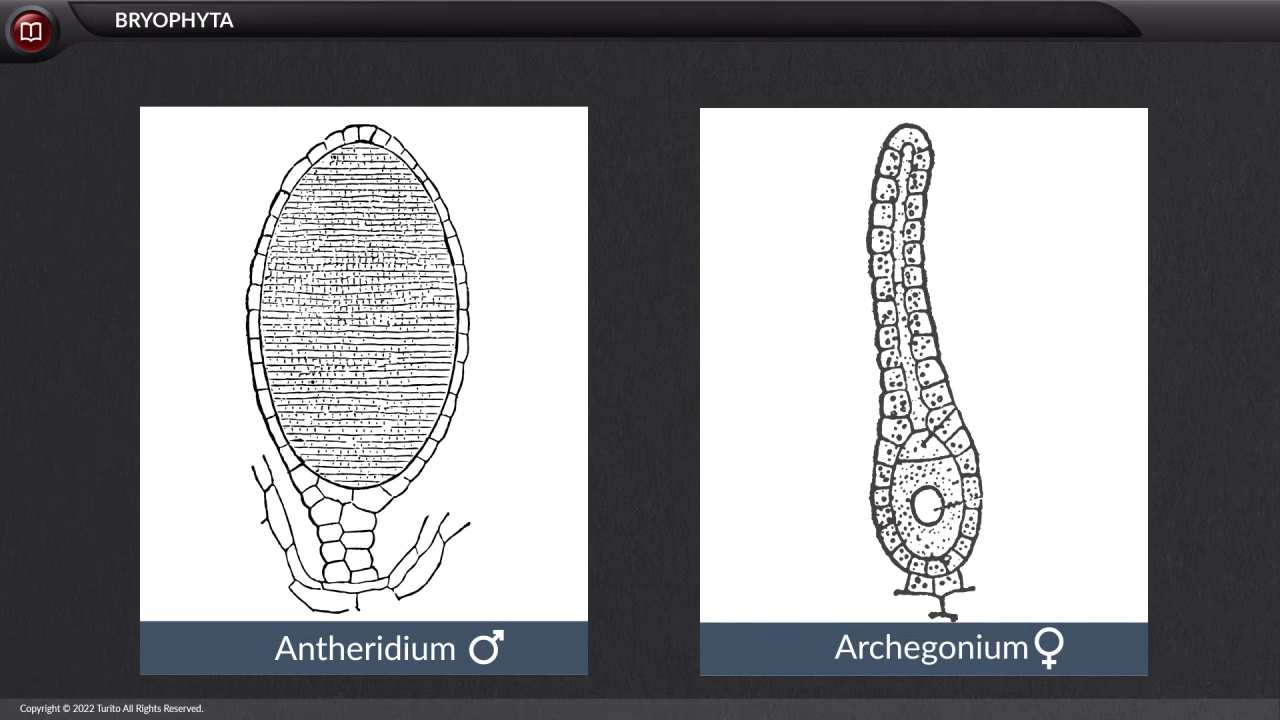 BRYOPHYTA
Antheridium ♂
Archegonium ♀
Copyright © 2022 Turito All Rights Reserved.